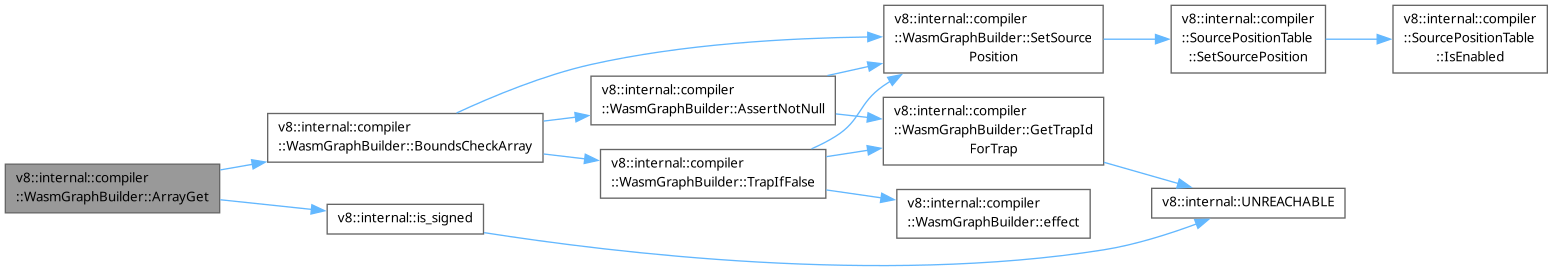 v8::internal::compiler
::WasmGraphBuilder::ArrayGet
v8::internal::compiler
::WasmGraphBuilder::BoundsCheckArray
v8::internal::is_signed
v8::internal::compiler
::WasmGraphBuilder::AssertNotNull
v8::internal::compiler
::WasmGraphBuilder::TrapIfFalse
v8::internal::compiler
::WasmGraphBuilder::SetSource
Position
v8::internal::compiler
::WasmGraphBuilder::GetTrapId
ForTrap
v8::internal::compiler
::WasmGraphBuilder::effect
v8::internal::compiler
::SourcePositionTable
::SetSourcePosition
v8::internal::UNREACHABLE
v8::internal::compiler
::SourcePositionTable
::IsEnabled